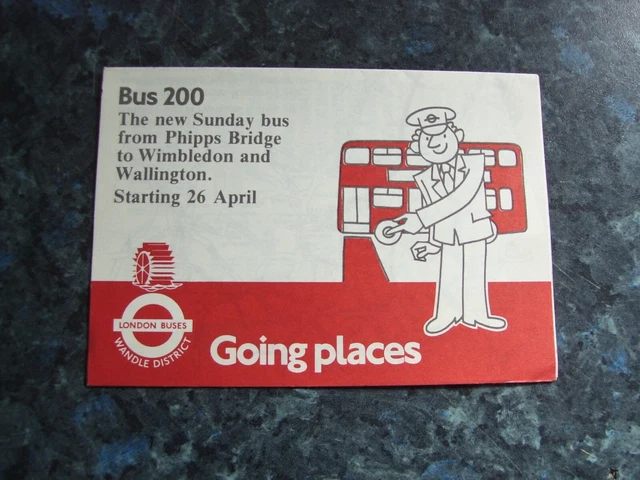 Bus 200
The new Sunday bus
from Phipps Bridge
to Wimbledon and
Wallington.
Starting 26 April
LONDON BUSES
WANDLE DISTRICT
Going places